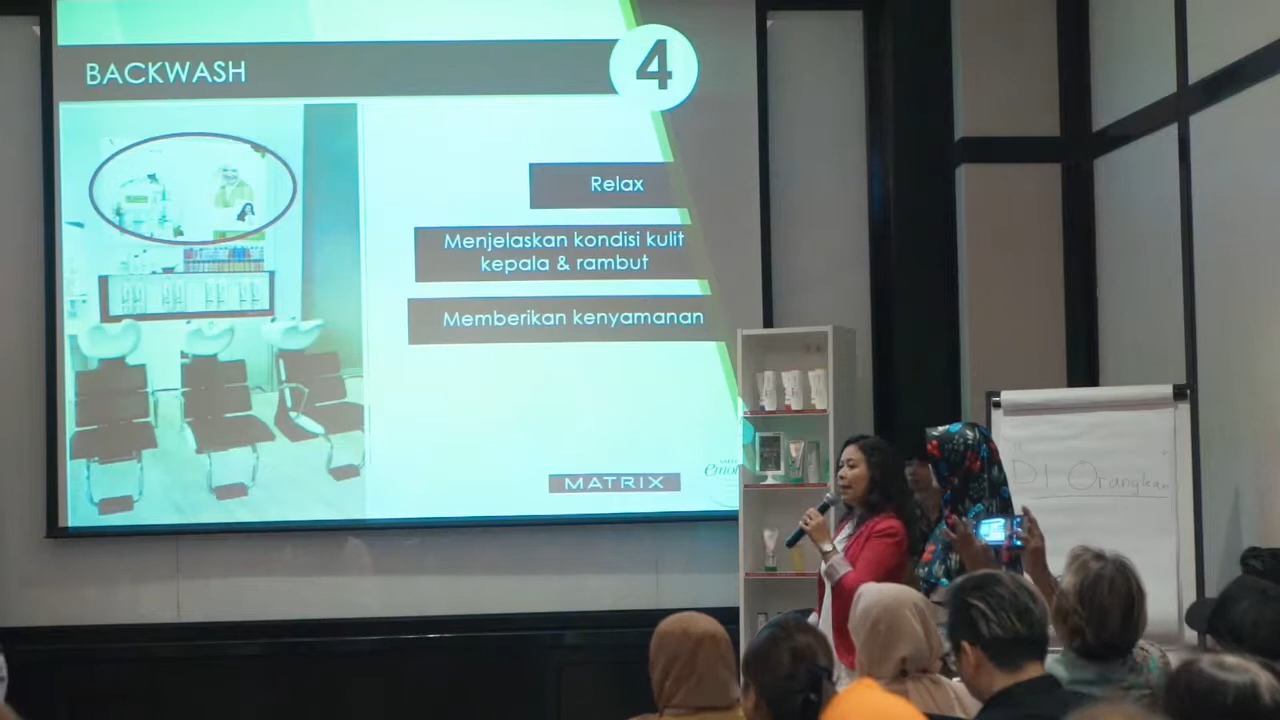 BACKWASH
4
Relax
Menjelaskan kondisi kulit
kepala & rambut
Memberikan kenyamanan
MATRIX
DI Orangkan